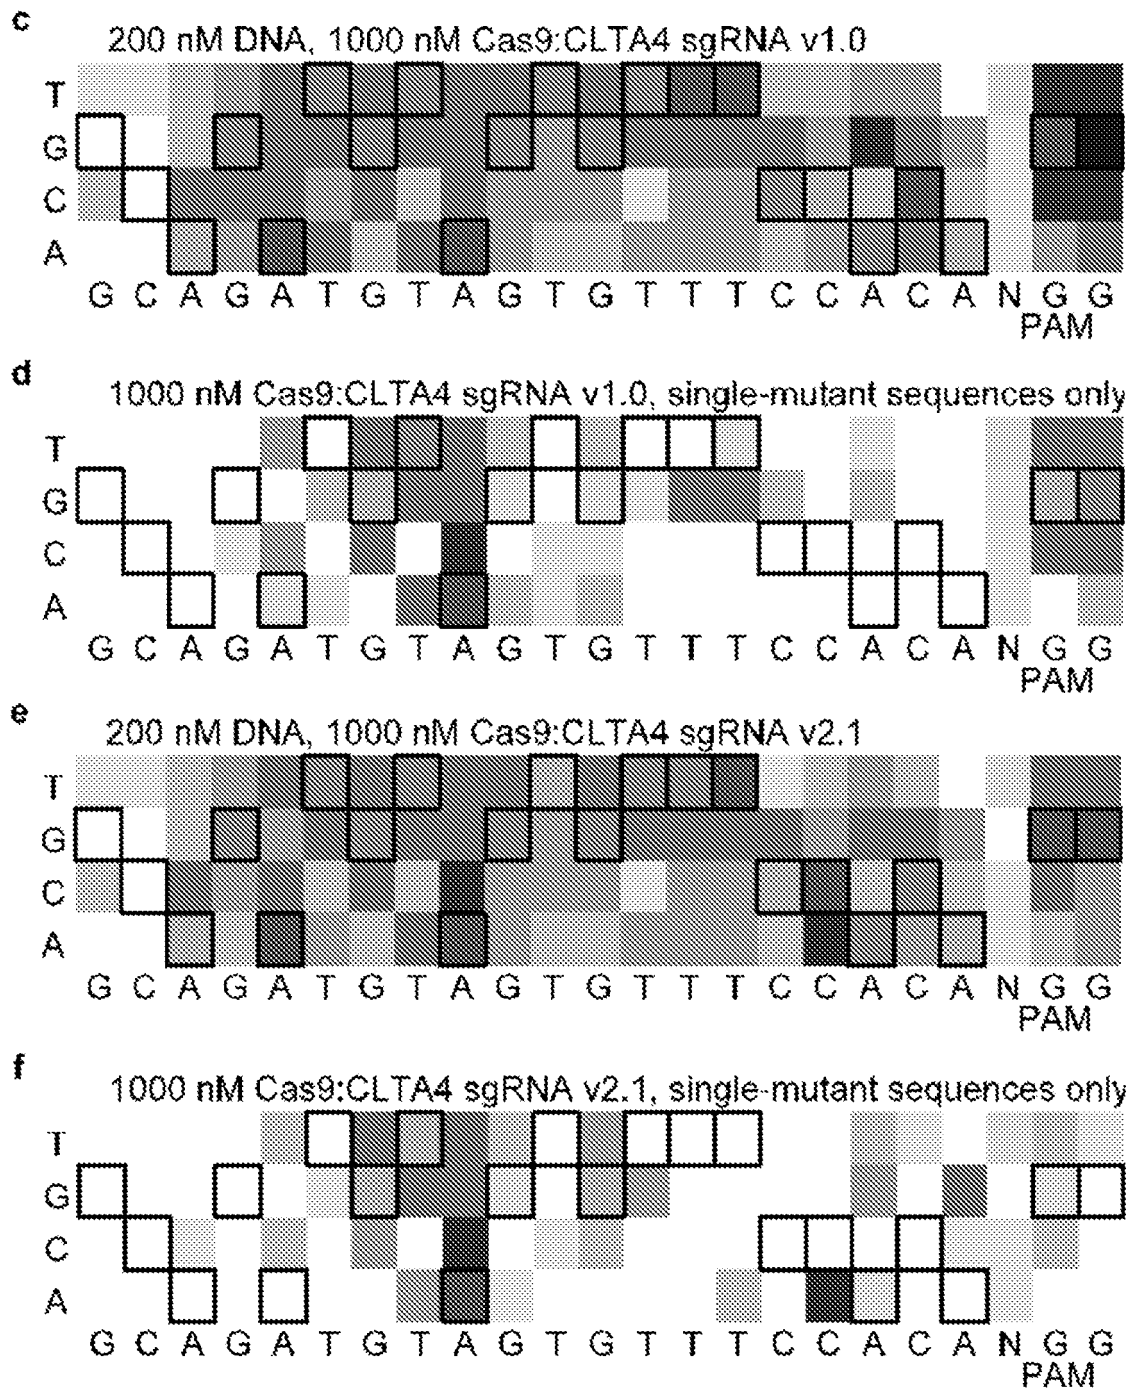 c
200 nM DNA, 1000 nM Cas9:CLTA4 sgRNA v1.0
T
G
C
A
G C A G A T G T A G T G T T T C C A C A N G G
PAM
d
1000 nM Cas9:CLTA4 sgRNA v1.0, single-mutant sequences only
T
G
C
A
G C A G A T G T A G T G T T T C C A C A N G G
PAM
e
200 nM DNA, 1000 nM Cas9:CLTA4 sgRNA v2.1
T
G
C
A
G C A G A T G T A G T G T T T C C A C A N G G
PAM
f
1000 nM Cas9:CLTA4 sgRNA v2.1, single-mutant sequences only
T
G
C
A
G C A G A T G T A G T G T T T C C A C A N G G
PAM